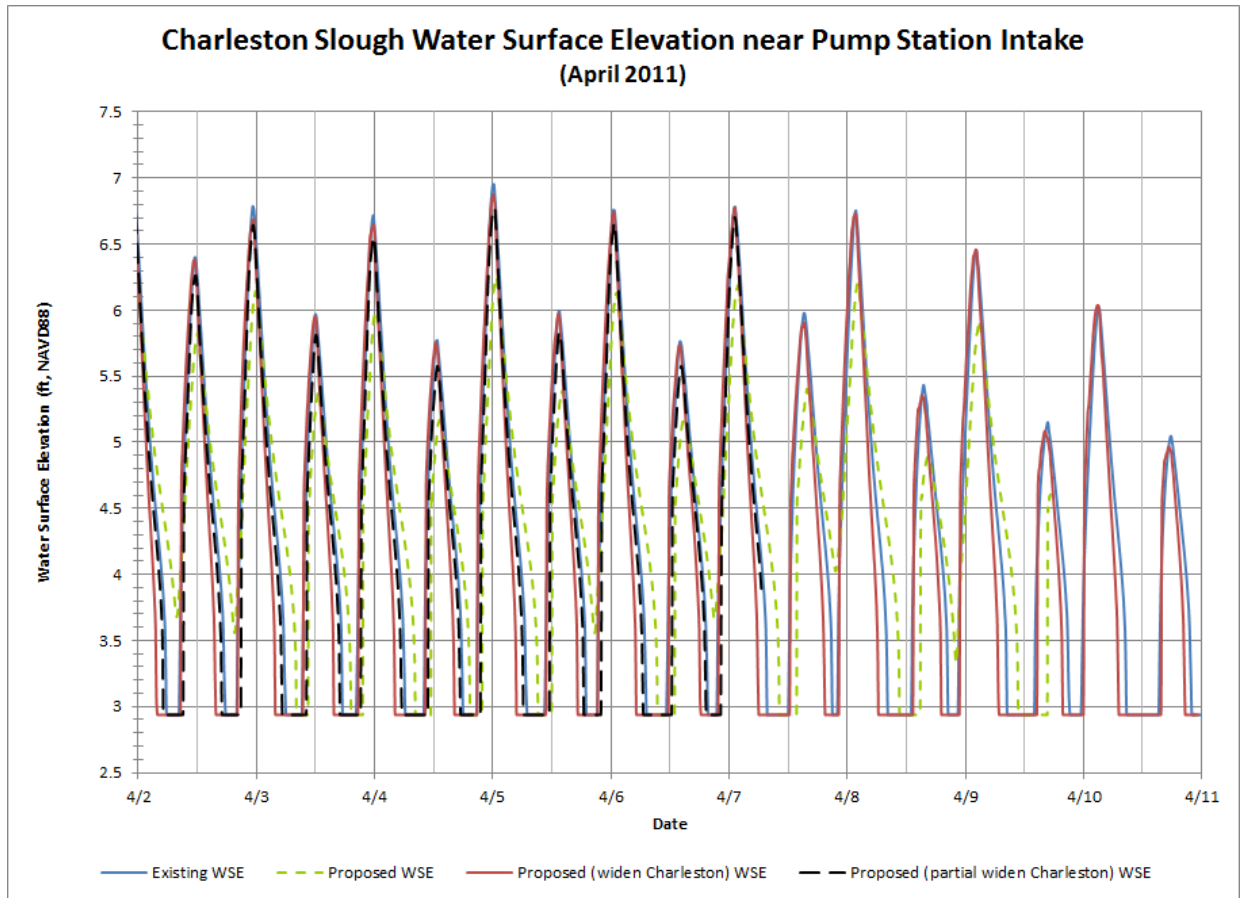 Charleston Slough Water Surface Elevation near Pump Station Intake
(April 2011)
7.5
7
6.5
6
5.5
5
4.5
4
3.5
3
2.5
Water Surface Elevation (ft, NAVD88)
4/2 4/3 4/4 4/5 4/6 4/7 4/8 4/9 4/10 4/11
Date
Existing WSE Proposed WSE Proposed (widen Charleston) WSE Proposed (partial widen Charleston) WSE